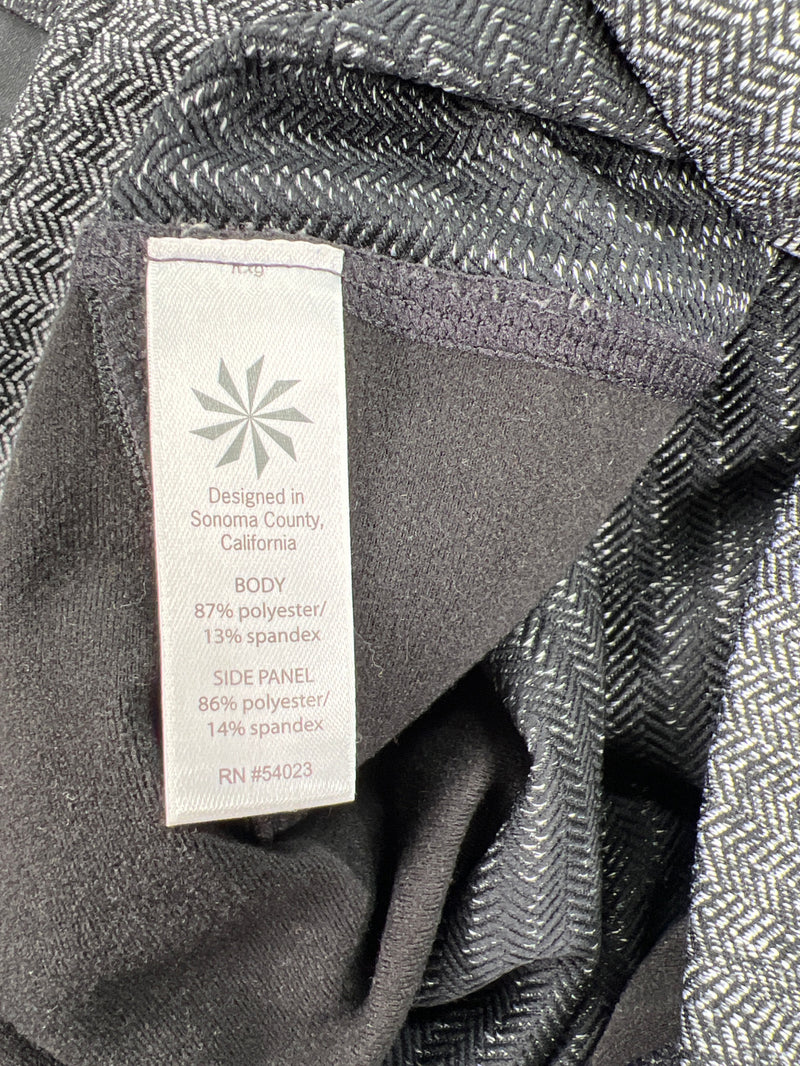 Designed in
Sonoma County,
California
BODY
87% polyester/
13% spandex
SIDE PANEL
86% polyester/
14% spandex
RN #54023